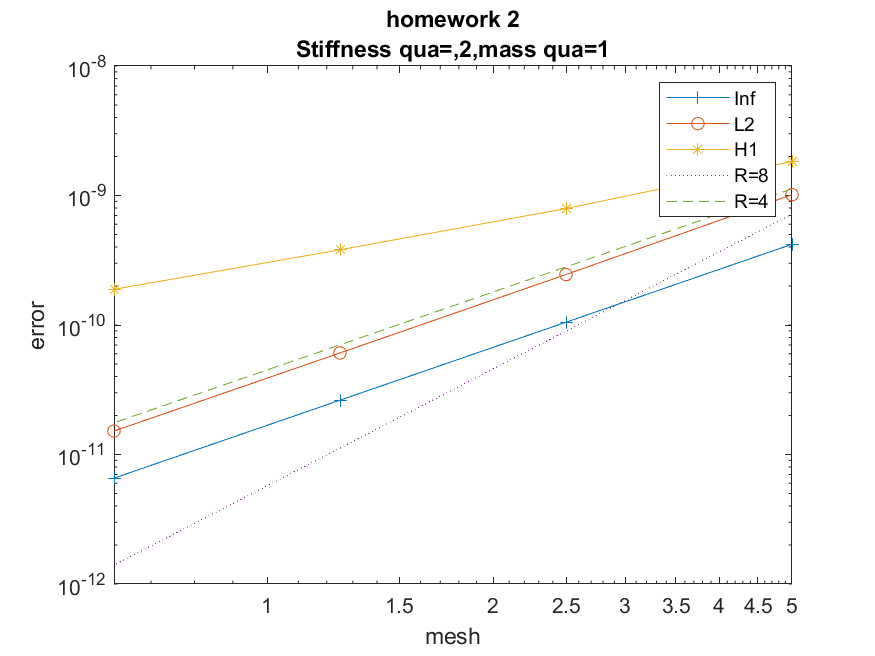 homework 2
Stiffness qua=,2,mass qua=1
10^-8
10^-9
10^-10
10^-11
10^-12
error
Inf
L2
H1
R=8
R=4
1 1.5 2 2.5 3 3.5 4 4.5 5
mesh